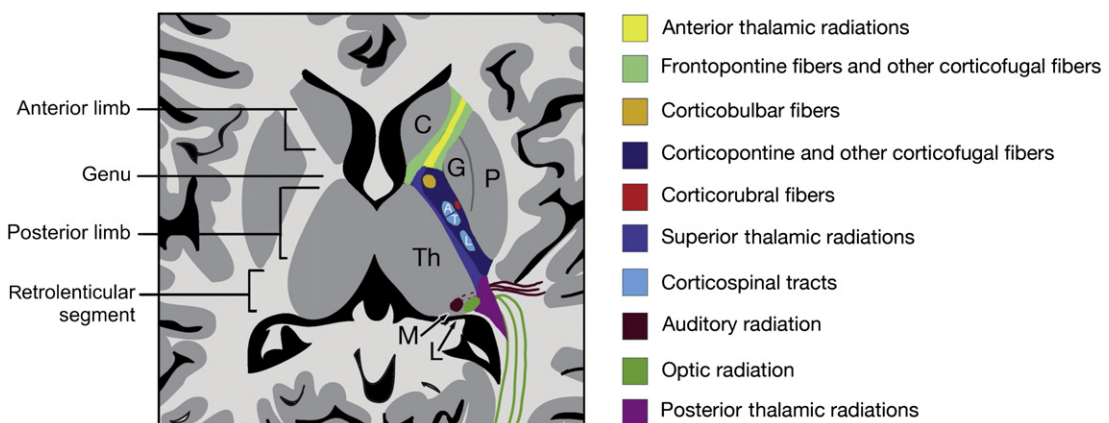 Anterior limb
Genu
Posterior limb
Retrolenticular
segment
C
G
P
A
T
L
Th
M
L
Anterior thalamic radiations
Frontopontine fibers and other corticofugal fibers
Corticobulbar fibers
Corticopontine and other corticofugal fibers
Corticorubral fibers
Superior thalamic radiations
Corticospinal tracts
Auditory radiation
Optic radiation
Posterior thalamic radiations